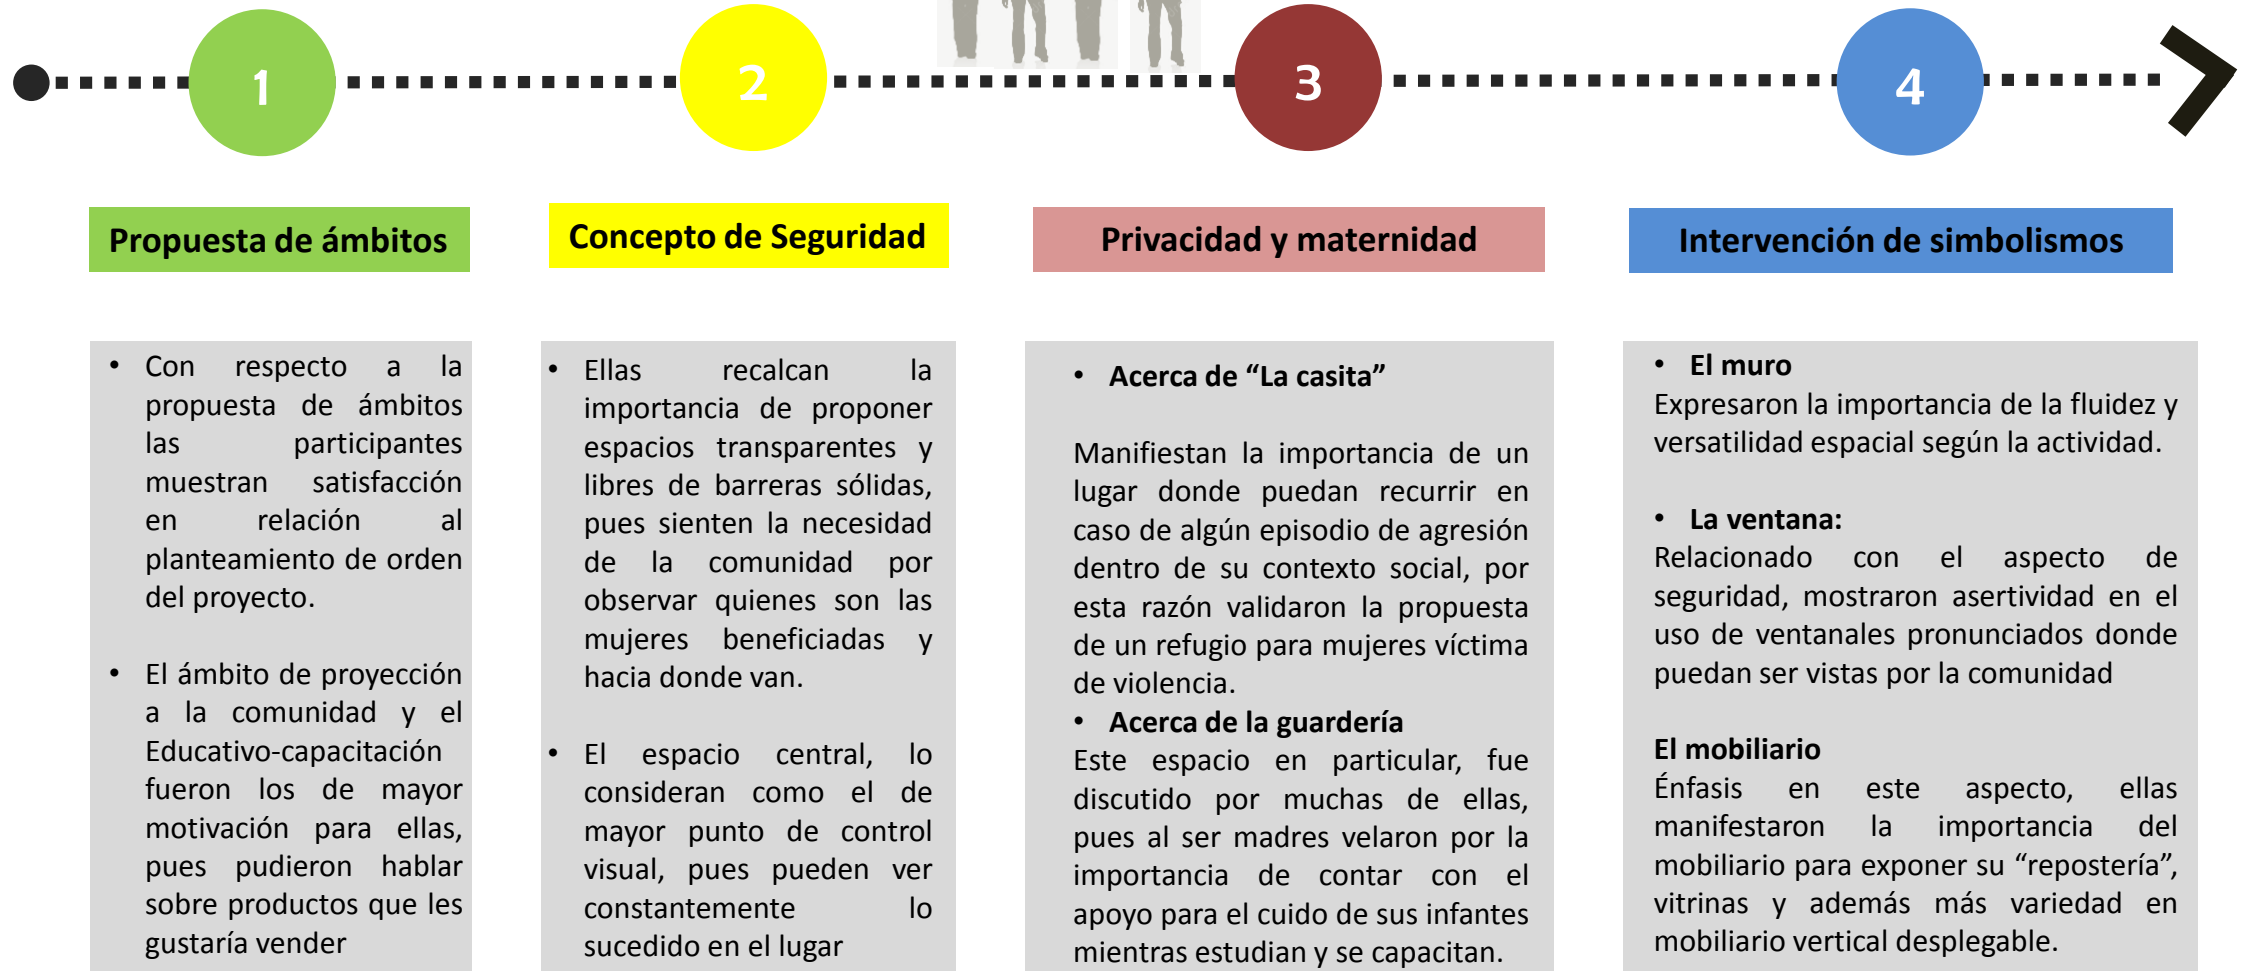 1
2
3
4
Propuesta de ámbitos
Concepto de Seguridad
Privacidad y maternidad
Intervención de simbolismos
• Con respecto a la
propuesta de ámbitos
las participantes
muestran satisfacción
en relación al
planteamiento de orden
del proyecto.
• El ámbito de proyección
a la comunidad y el
Educativo-capacitación
fueron los de mayor
motivación para ellas,
pues pudieron hablar
sobre productos que les
gustaría vender
• Ellas recalcan la
importancia de proponer
espacios transparentes y
libres de barreras sólidas,
pues sienten la necesidad
de la comunidad por
observar quienes son las
mujeres beneficiadas y
hacia donde van.
• El espacio central, lo
consideran como el de
mayor punto de control
visual, pues pueden ver
constantemente lo
sucedido en el lugar
• Acerca de “La casita”
Manifiestan la importancia de un
lugar donde puedan recurrir en
caso de algún episodio de agresión
dentro de su contexto social, por
esta razón validaron la propuesta
de un refugio para mujeres víctima
de violencia.
• Acerca de la guardería
Este espacio en particular, fue
discutido por muchas de ellas,
pues al ser madres velaron por la
importancia de contar con el
apoyo para el cuido de sus infantes
mientras estudian y se capacitan.
• El muro
Expresaron la importancia de la fluidez y
versatilidad espacial según la actividad.
• La ventana:
Relacionado con el aspecto de
seguridad, mostraron asertividad en el
uso de ventanales pronunciados donde
puedan ser vistas por la comunidad
El mobiliario
Énfasis en este aspecto, ellas
manifestaron la importancia del
mobiliario para exponer su “repostería”,
vitrinas y además más variedad en
mobiliario vertical desplegable.